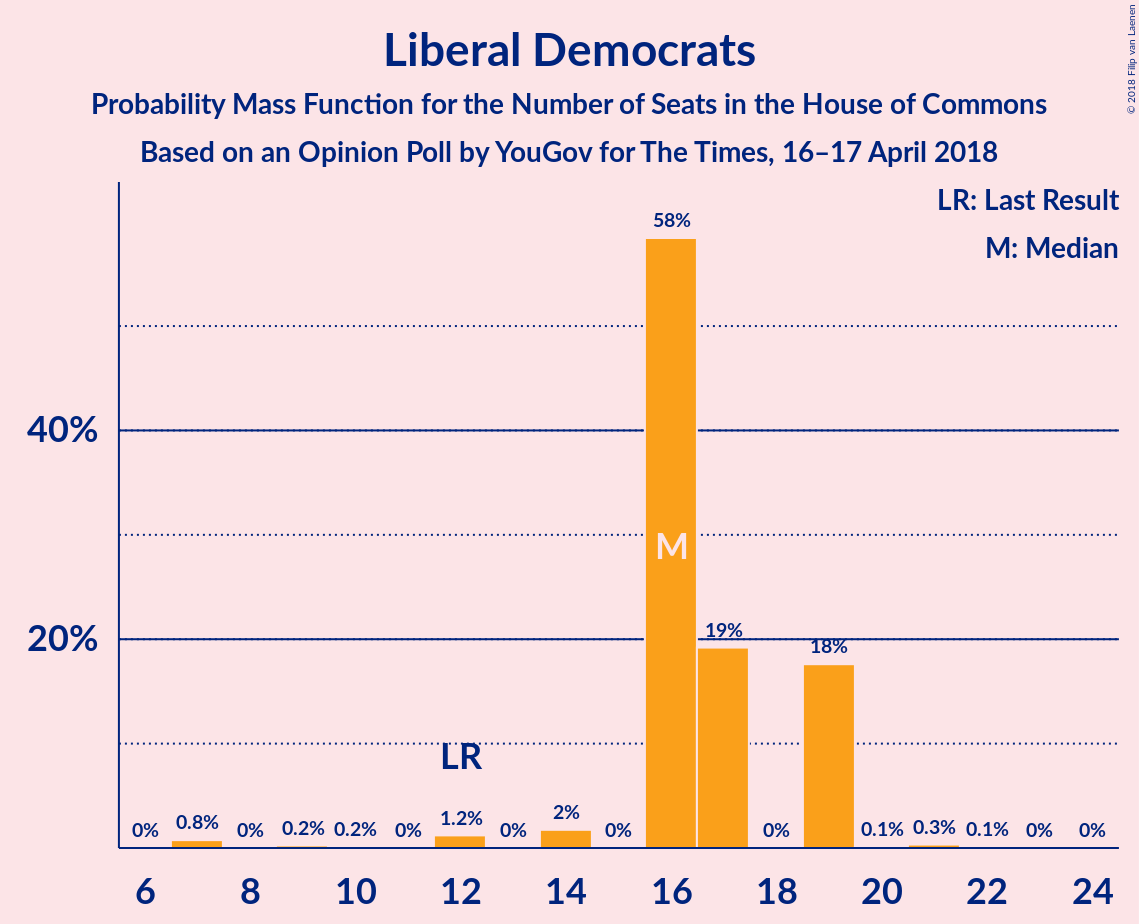 Liberal Democrats
Probability Mass Function for the Number of Seats in the House of Commons
Based on an Opinion Poll by YouGov for The Times, 16–17 April 2018
© 2018 Filip van Laenen
LR: Last Result
M: Median
58%
40%
M
20%
19%
18%
LR
0%
0.8%
0%
0.2%
0.2%
0%
1.2%
0%
2%
0%
0%
0.1%
0.3%
0.1%
0%
0%
6 8 10 12 14 16 18 20 22 24